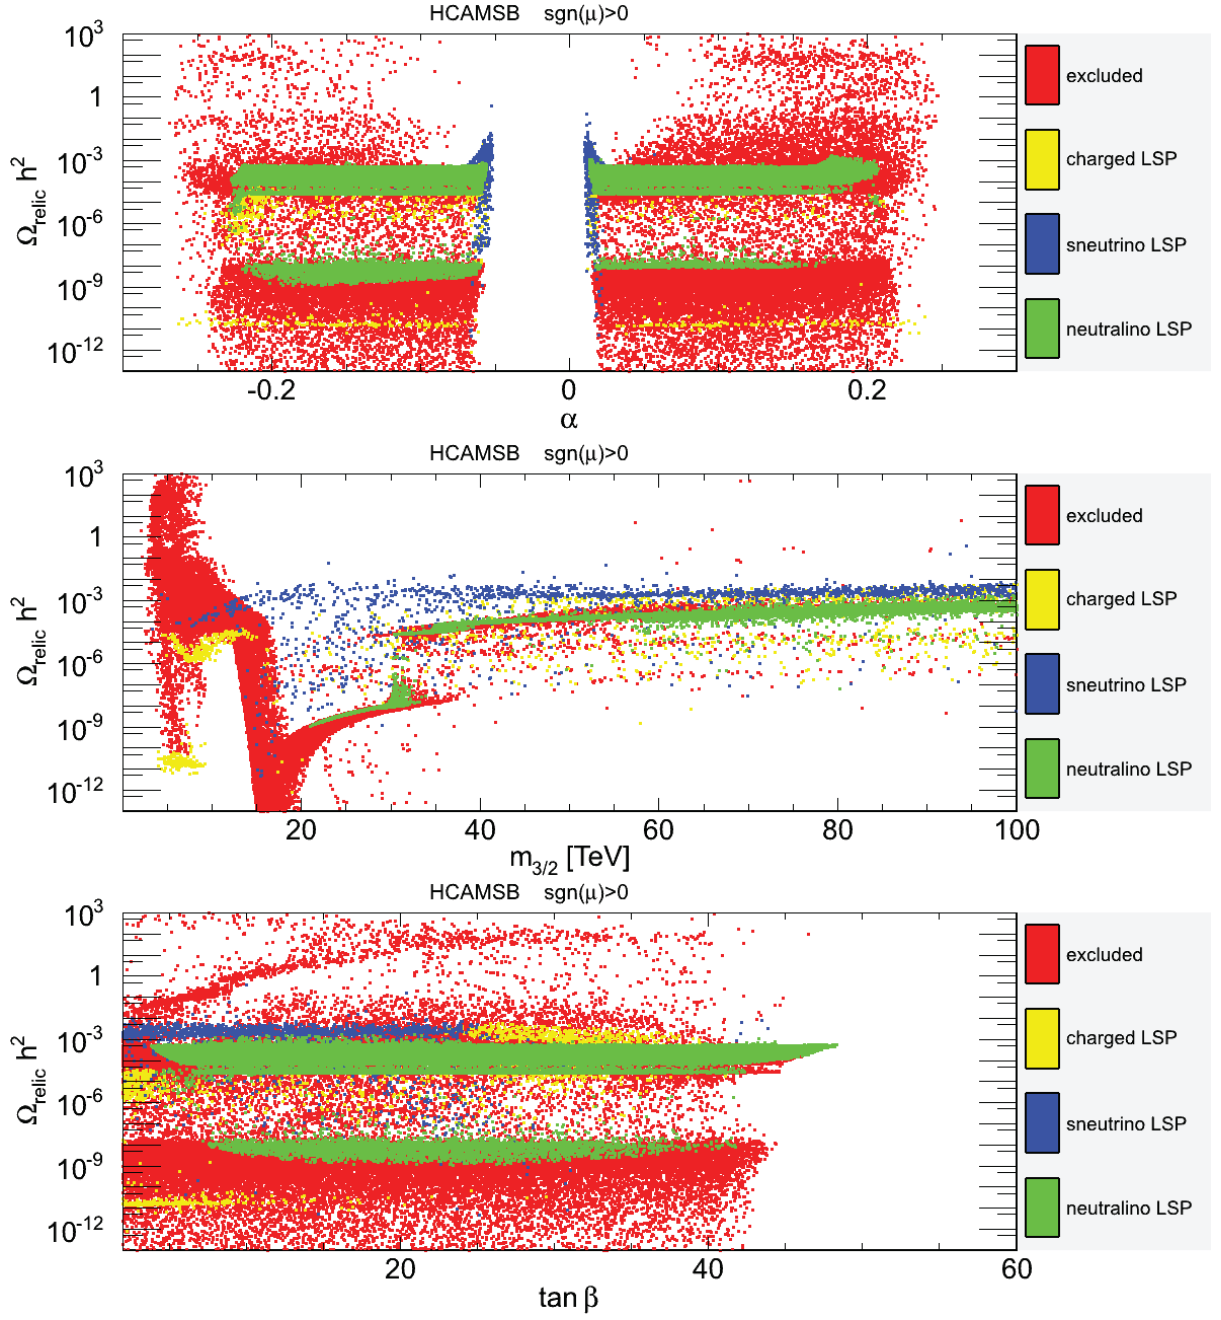 HCAMSB sgn(μ)>0
10³
1
10⁻³
10⁻⁶
10⁻⁹
10⁻¹²
Ω_relic h²
-0.2 0 0.2
α
excluded
charged LSP
sneutrino LSP
neutralino LSP
HCAMSB sgn(μ)>0
10³
1
10⁻³
10⁻⁶
10⁻⁹
10⁻¹²
Ω_relic h²
20 40 60 80 100
m_3/2 [TeV]
excluded
charged LSP
sneutrino LSP
neutralino LSP
HCAMSB sgn(μ)>0
10³
1
10⁻³
10⁻⁶
10⁻⁹
10⁻¹²
Ω_relic h²
20 40 60
tan β
excluded
charged LSP
sneutrino LSP
neutralino LSP